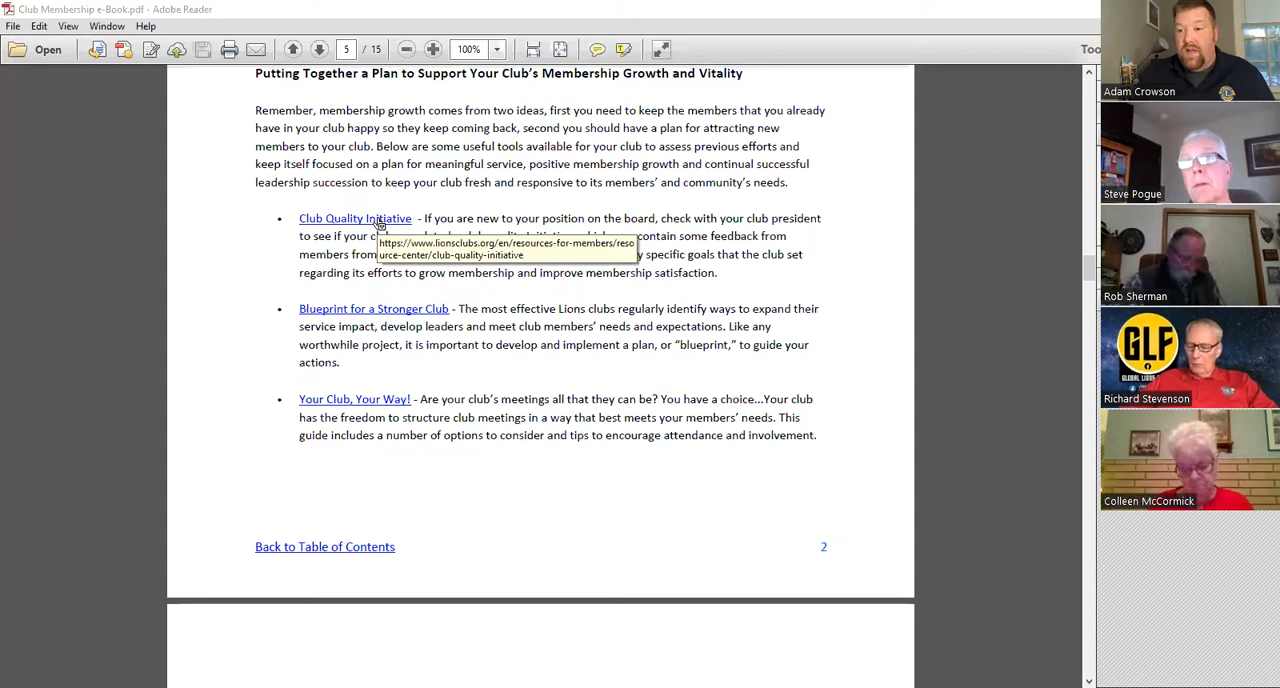 Club Membership e-Book.pdf - Adobe Reader
File Edit View Window Help
Open 5 / 15 100%
Putting Together a Plan to Support Your Club's Membership Growth and Vitality
Remember, membership growth comes from two ideas, first you need to keep the members that you already
have in your club happy so they keep coming back, second you should have a plan for attracting new
members to your club. Below are some useful tools available for your club to assess previous efforts and
keep itself focused on a plan for meaningful service, positive membership growth and continual successful
leadership succession to keep your club fresh and responsive to its members' and community's needs.
• Club Quality Initiative - If you are new to your position on the board, check with your club president
to see if your contain some feedback from
members from specific goals that the club set
https://www.lionsclubs.org/en/resources-for-members/reso
urce-center/club-quality-initiative
regarding its efforts to grow membership and improve membership satisfaction.
• Blueprint for a Stronger Club - The most effective Lions clubs regularly identify ways to expand their
service impact, develop leaders and meet club members' needs and expectations. Like any
worthwhile project, it is important to develop and implement a plan, or “blueprint,” to guide your
actions.
• Your Club, Your Way! - Are your club's meetings all that they can be? You have a choice...Your club
has the freedom to structure club meetings in a way that best meets your members' needs. This
guide includes a number of options to consider and tips to encourage attendance and involvement.
Back to Table of Contents 2
Adam Crowson
Steve Pogue
Rob Sherman
GLF
GLOBAL LIONS
Richard Stevenson
Colleen McCormick